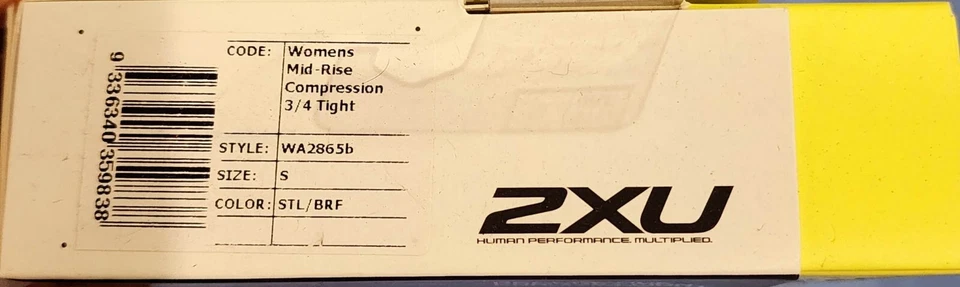 9 336340 359838
CODE: Womens
Mid-Rise
Compression
3/4 Tight
STYLE: WA2865b
SIZE: S
COLOR: STL/BRF
2XU
HUMAN PERFORMANCE. MULTIPLIED.